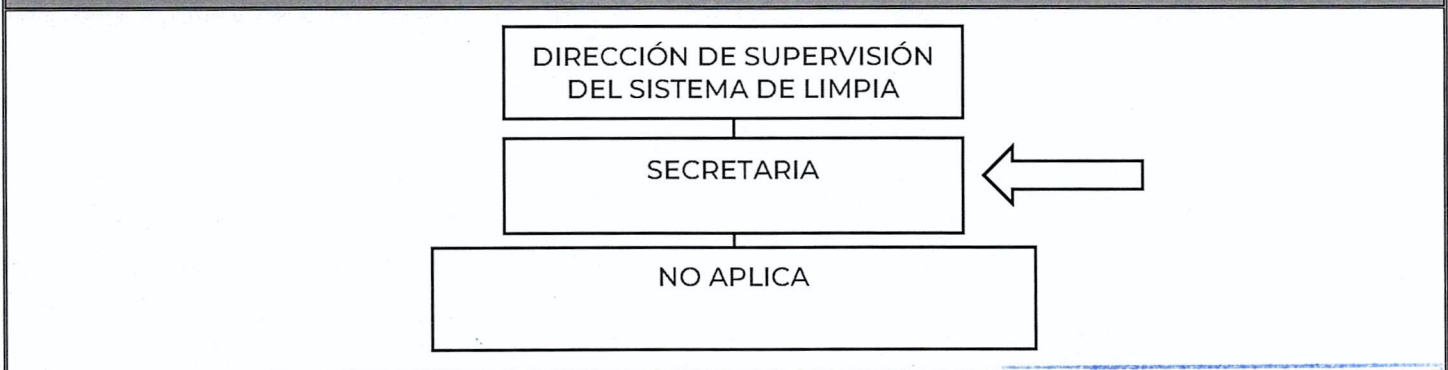 DIRECCIÓN DE SUPERVISIÓN
DEL SISTEMA DE LIMPIA
SECRETARIA
NO APLICA